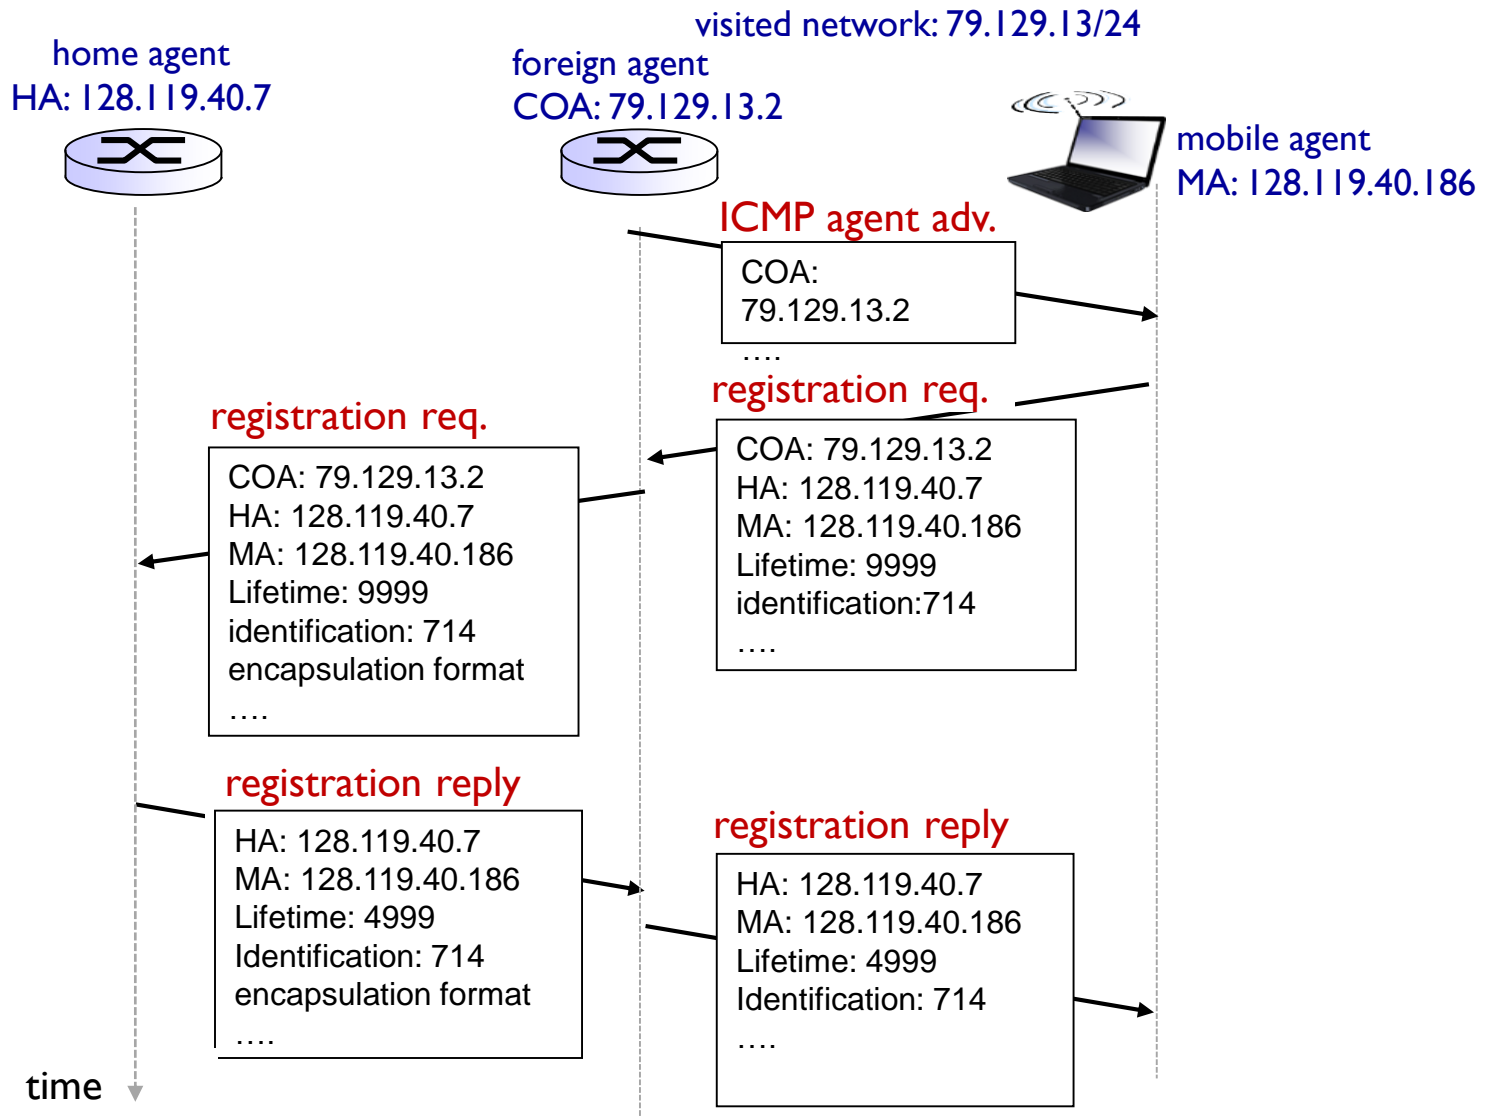 visited network: 79.129.13/24
home agent
HA: 128.119.40.7
foreign agent
COA: 79.129.13.2
mobile agent
MA: 128.119.40.186
ICMP agent adv.
COA:
79.129.13.2
….
registration req.
COA: 79.129.13.2
HA: 128.119.40.7
MA: 128.119.40.186
Lifetime: 9999
identification:714
….
registration req.
COA: 79.129.13.2
HA: 128.119.40.7
MA: 128.119.40.186
Lifetime: 9999
identification: 714
encapsulation format
….
registration reply
HA: 128.119.40.7
MA: 128.119.40.186
Lifetime: 4999
Identification: 714
encapsulation format
….
registration reply
HA: 128.119.40.7
MA: 128.119.40.186
Lifetime: 4999
Identification: 714
….
time